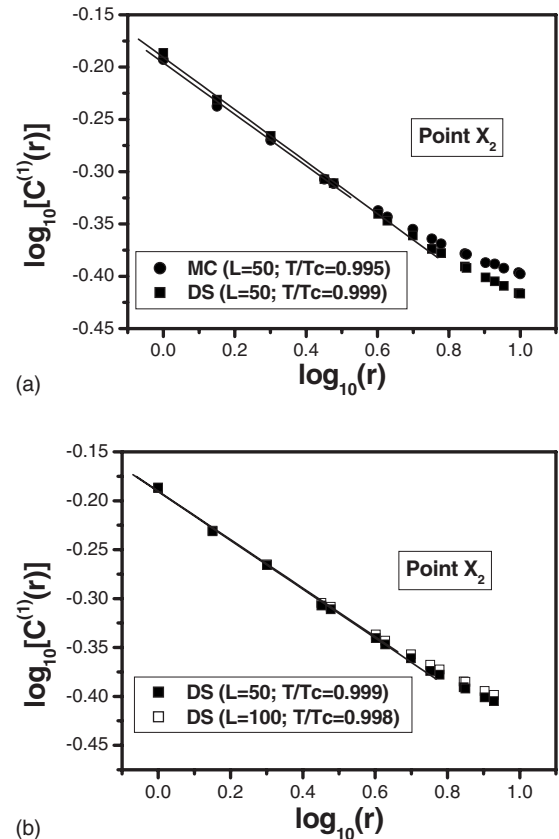 -0.15
-0.20
-0.25
-0.30
-0.35
-0.40
-0.45
log₁₀[C⁽¹⁾(r)]
Point X₂
MC (L=50; T/Tc=0.995)
DS (L=50; T/Tc=0.999)
0.0 0.2 0.4 0.6 0.8 1.0
log₁₀(r)
(a)
-0.15
-0.20
-0.25
-0.30
-0.35
-0.40
-0.45
log₁₀[C⁽¹⁾(r)]
Point X₂
DS (L=50; T/Tc=0.999)
DS (L=100; T/Tc=0.998)
0.0 0.2 0.4 0.6 0.8 1.0
log₁₀(r)
(b)